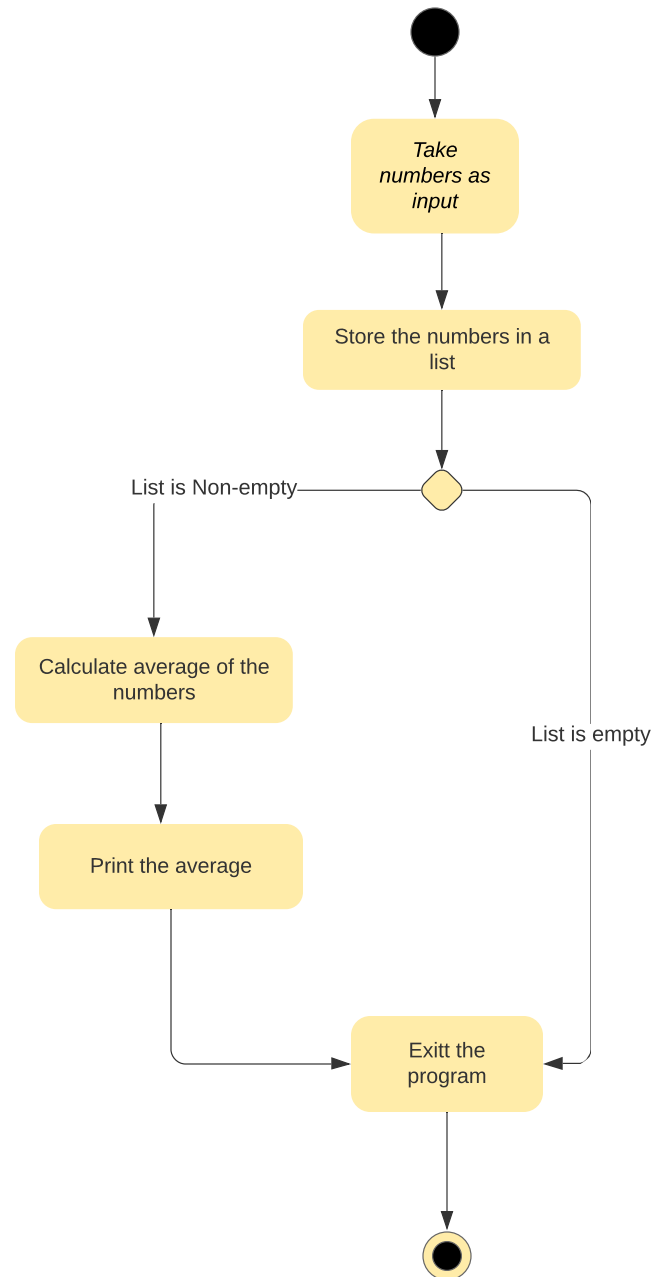 Take
numbers as
input
Store the numbers in a
list
List is Non-empty
Calculate average of the
numbers
List is empty
Print the average
Exitt the
program